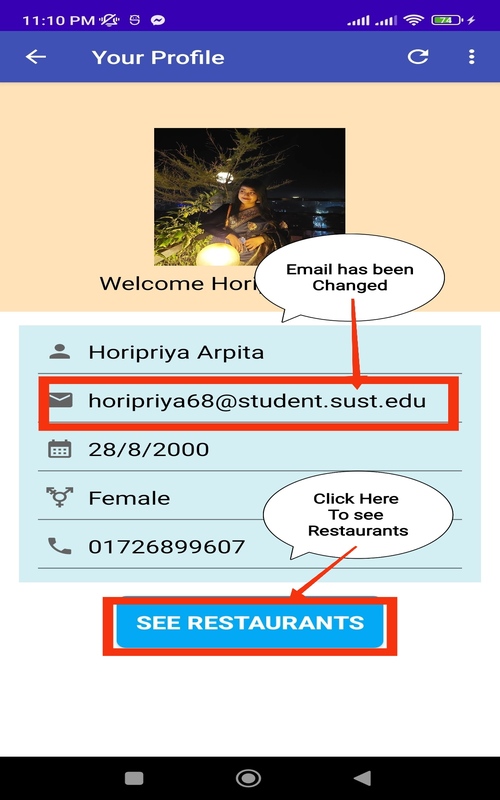 11:10 PM
74
Your Profile
Email has been
Changed
Welcome Hori
Horipriya Arpita
horipriya68@student.sust.edu
28/8/2000
Female
Click Here
To see
Restaurants
01726899607
SEE RESTAURANTS